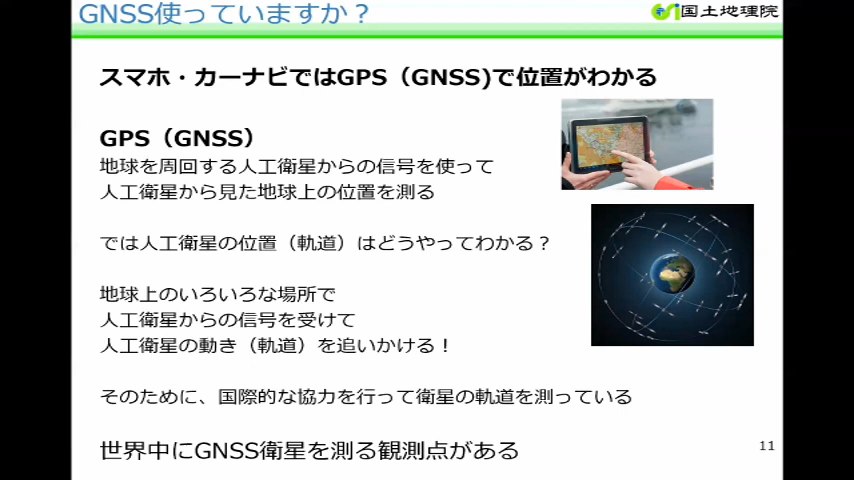 GNSS使っていますか？
国土地理院
スマホ・カーナビではGPS（GNSS)で位置がわかる
GPS（GNSS）
地球を周回する人工衛星からの信号を使って
人工衛星から見た地球上の位置を測る
では人工衛星の位置（軌道）はどうやってわかる？
地球上のいろいろな場所で
人工衛星からの信号を受けて
人工衛星の動き（軌道）を追いかける！
そのために、国際的な協力を行って衛星の軌道を測っている
世界中にGNSS衛星を測る観測点がある
11